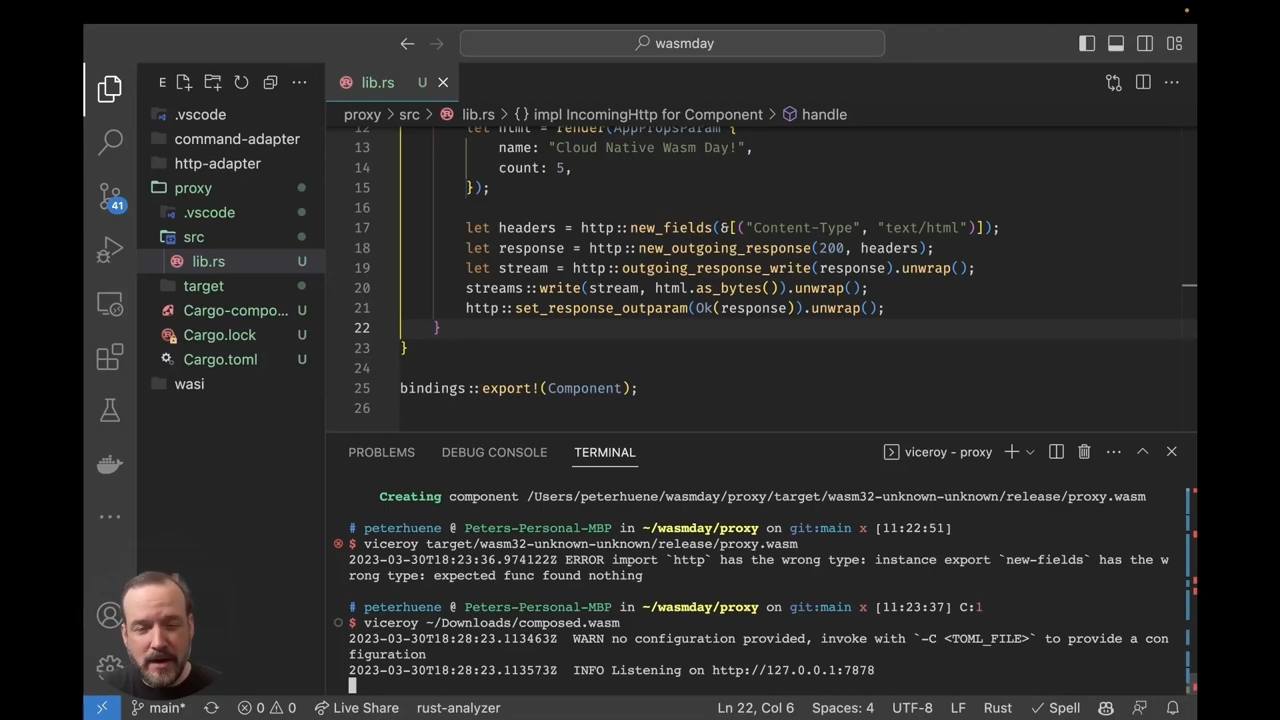 wasmday
E
lib.rs U
proxy > src > lib.rs > {} impl IncomingHttp for Component > handle
.vscode
command-adapter
http-adapter
proxy
.vscode
src
lib.rs U
target
Cargo-compo... U
Cargo.lock U
Cargo.toml U
wasi
41
12 let html = render(AppPropsParam {
13 name: "Cloud Native Wasm Day!",
14 count: 5,
15 });
16
17 let headers = http::new_fields(&[("Content-Type", "text/html")]);
18 let response = http::new_outgoing_response(200, headers);
19 let stream = http::outgoing_response_write(response).unwrap();
20 streams::write(stream, html.as_bytes()).unwrap();
21 http::set_response_outparam(Ok(response)).unwrap();
22 }
23 }
24
25 bindings::export!(Component);
26
PROBLEMS DEBUG CONSOLE TERMINAL viceroy - proxy
Creating component /Users/peterhuene/wasmday/proxy/target/wasm32-unknown-unknown/release/proxy.wasm
# peterhuene @ Peters-Personal-MBP in ~/wasmday/proxy on git:main x [11:22:51]
$ viceroy target/wasm32-unknown-unknown/release/proxy.wasm
2023-03-30T18:23:36.974122Z ERROR import `http` has the wrong type: instance export `new-fields` has the w
rong type: expected func found nothing
# peterhuene @ Peters-Personal-MBP in ~/wasmday/proxy on git:main x [11:23:37] C:1
$ viceroy ~/Downloads/composed.wasm
2023-03-30T18:28:23.113463Z WARN no configuration provided, invoke with `-C <TOML_FILE>` to provide a con
figuration
2023-03-30T18:28:23.113573Z INFO Listening on http://127.0.0.1:7878
main* 0 0 Live Share rust-analyzer Ln 22, Col 6 Spaces: 4 UTF-8 LF Rust Spell